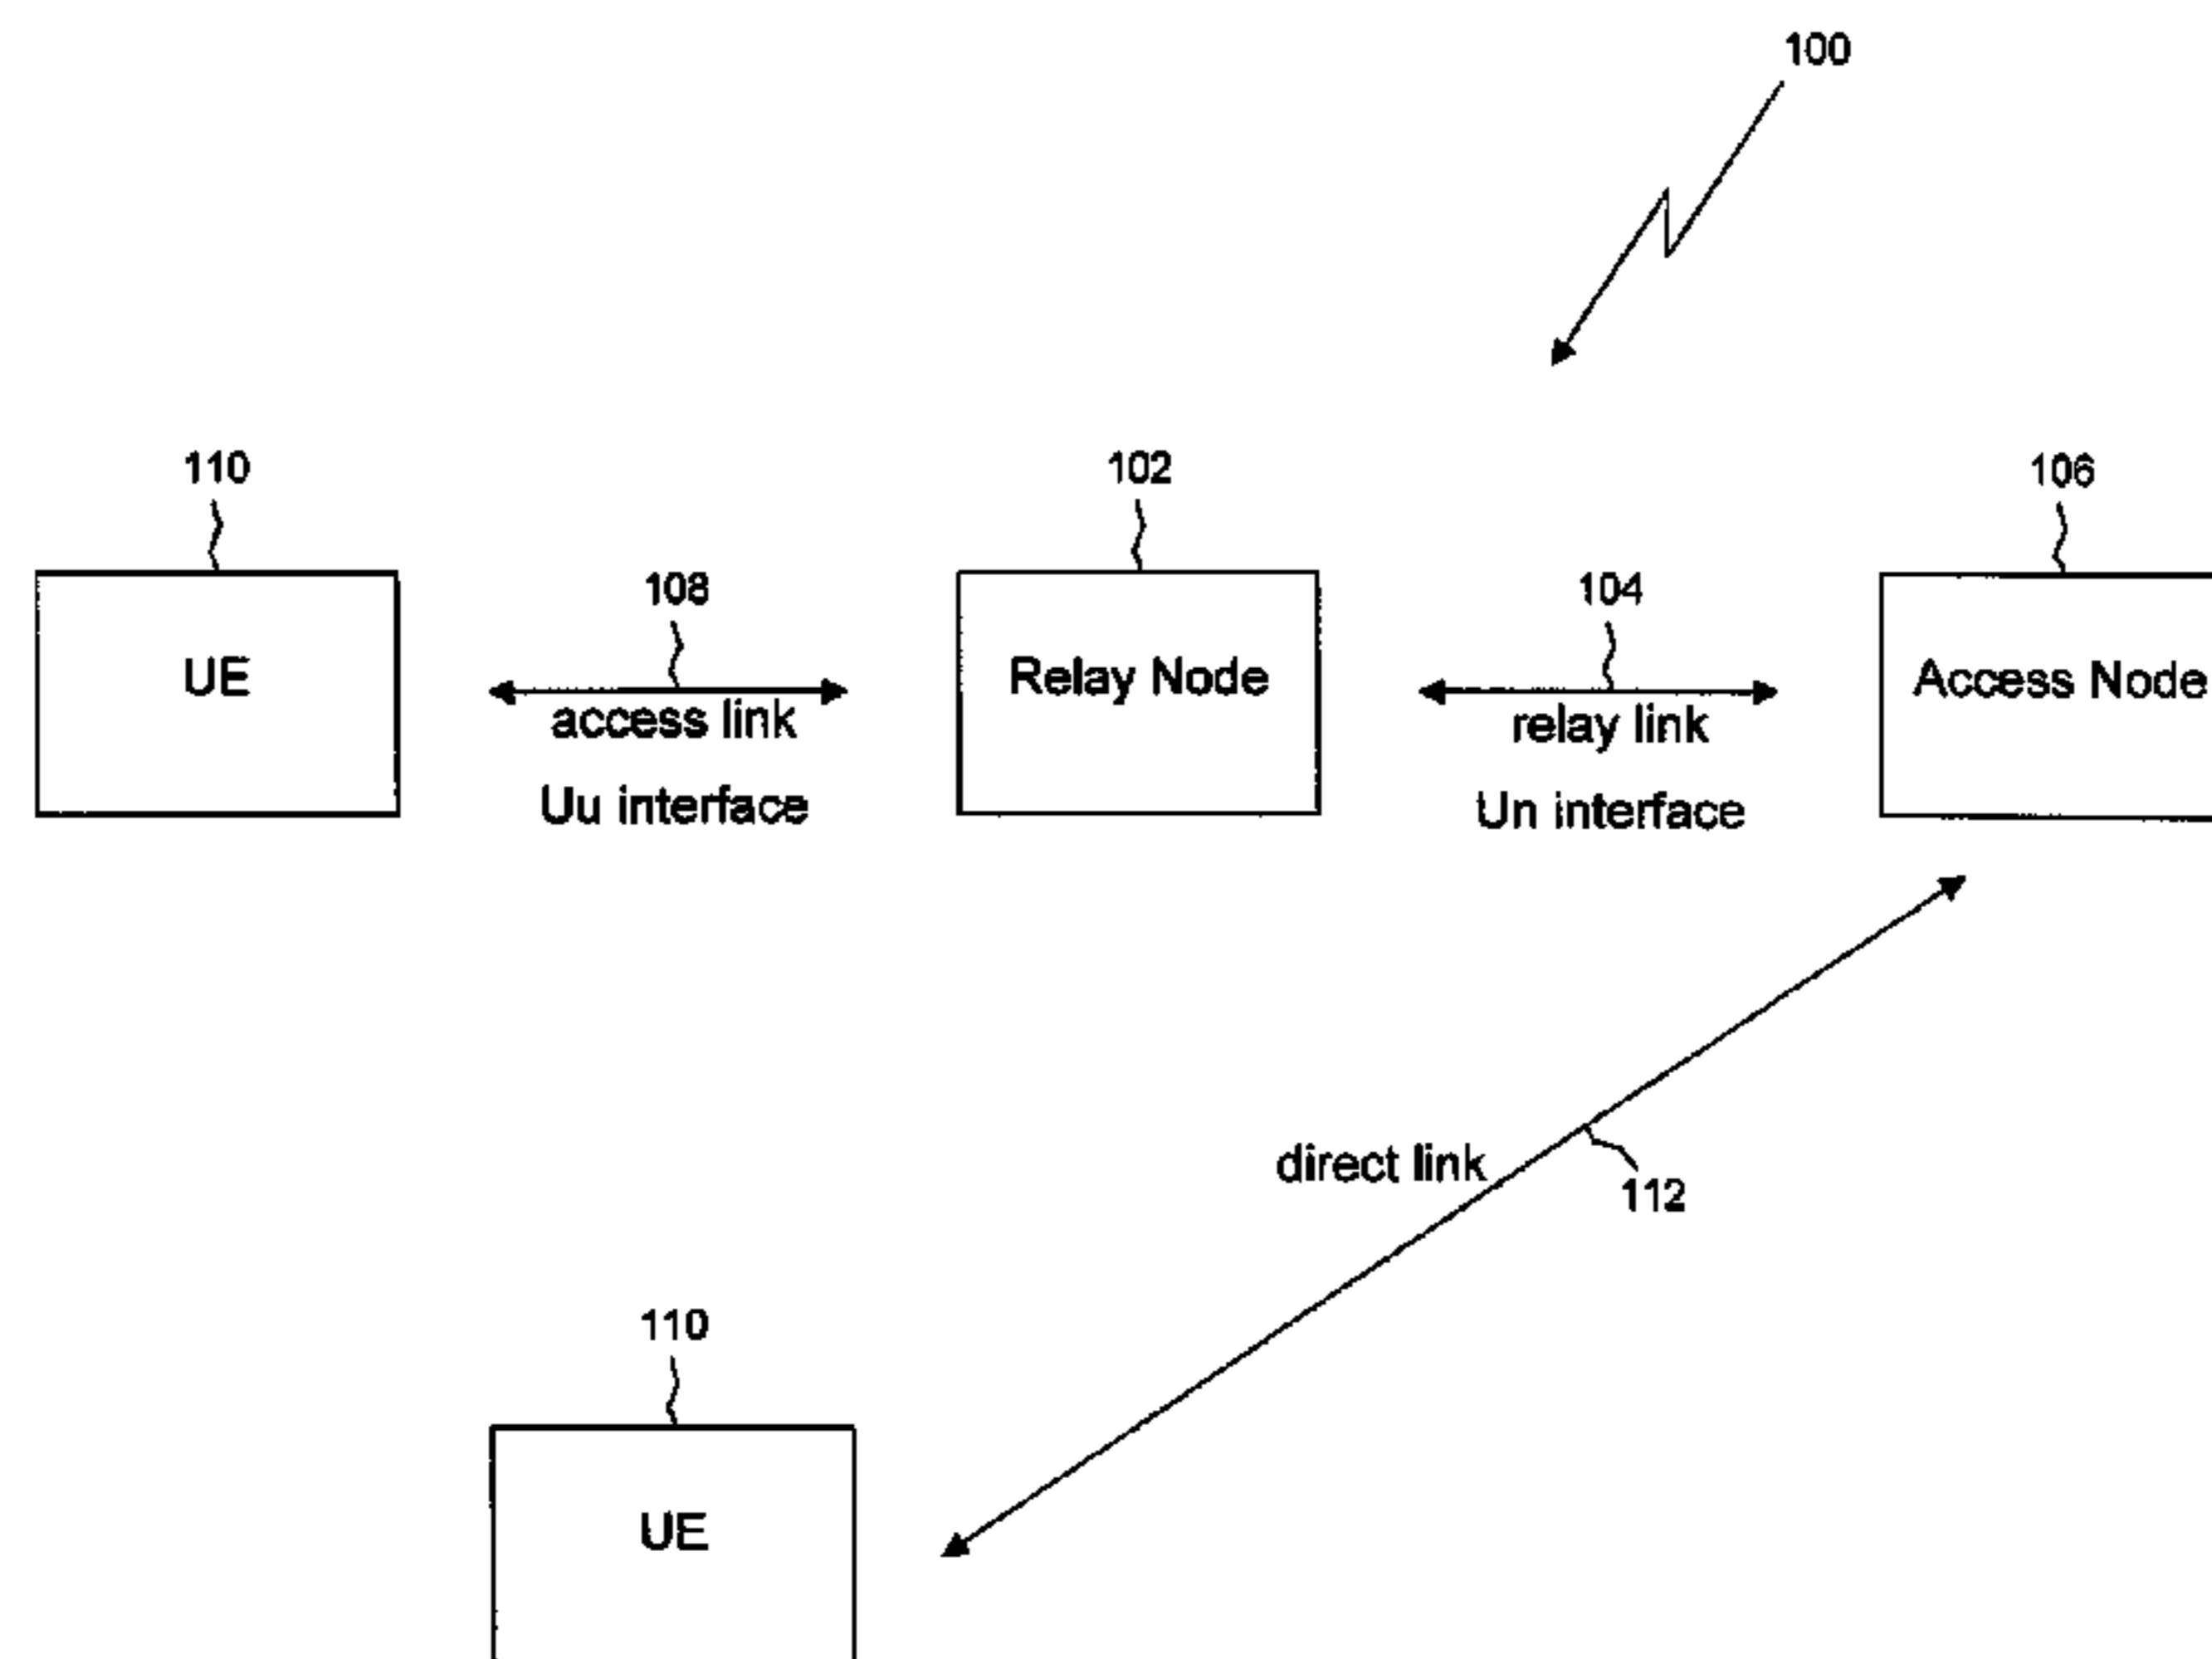 100
110
102
106
108
104
UE
Relay Node
Access Node
access link
relay link
Uu interface
Un interface
direct link
112
110
UE